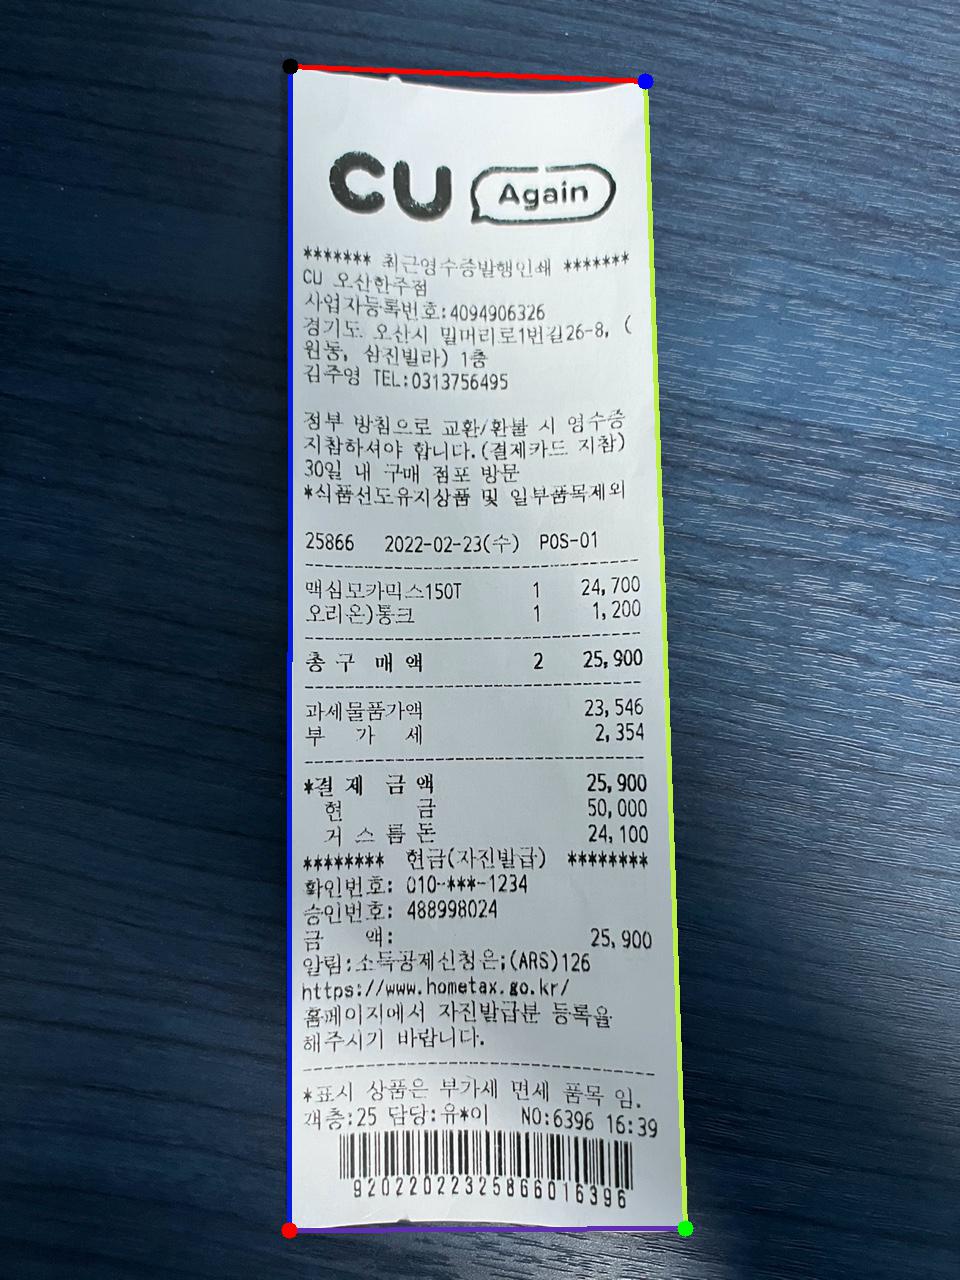 CU Again
******* 최근영수증발행인쇄 *******
CU 오산한주점
사업자등록번호:4094906326
경기도 오산시 밀머리로1번길26-8, (
원동, 삼진빌라) 1층
김주영 TEL:0313756495
정부 방침으로 교환/환불 시 영수증
지참하셔야 합니다.(결제카드 지참)
30일 내 구매 점포 방문
*식품선도유지상품 및 일부품목제외
25866 2022-02-23(수) POS-01
맥심모카믹스150T 1 24,700
오리온)통크 1 1,200
총 구 매 액 2 25,900
과세물품가액 23,546
부 가 세 2,354
*결 제 금 액 25,900
현 금 50,000
거 스 름 돈 24,100
******** 현금(자진발급) ********
확인번호: 010-***-1234
승인번호: 488998024
금 액: 25,900
알림:소득공제신청은;(ARS)126
https://www.hometax.go.kr/
홈페이지에서 자진발급분 등록을
해주시기 바랍니다.
*표시 상품은 부가세 면세 품목 임.
객층:25 담당:유*이 NO:6396 16:39
92022022325866016396